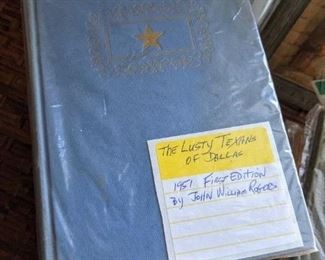 THE LUSTY TEXANS
OF DALLAS
1951 FIRST EDITION
BY JOHN WILLIAM ROGERS